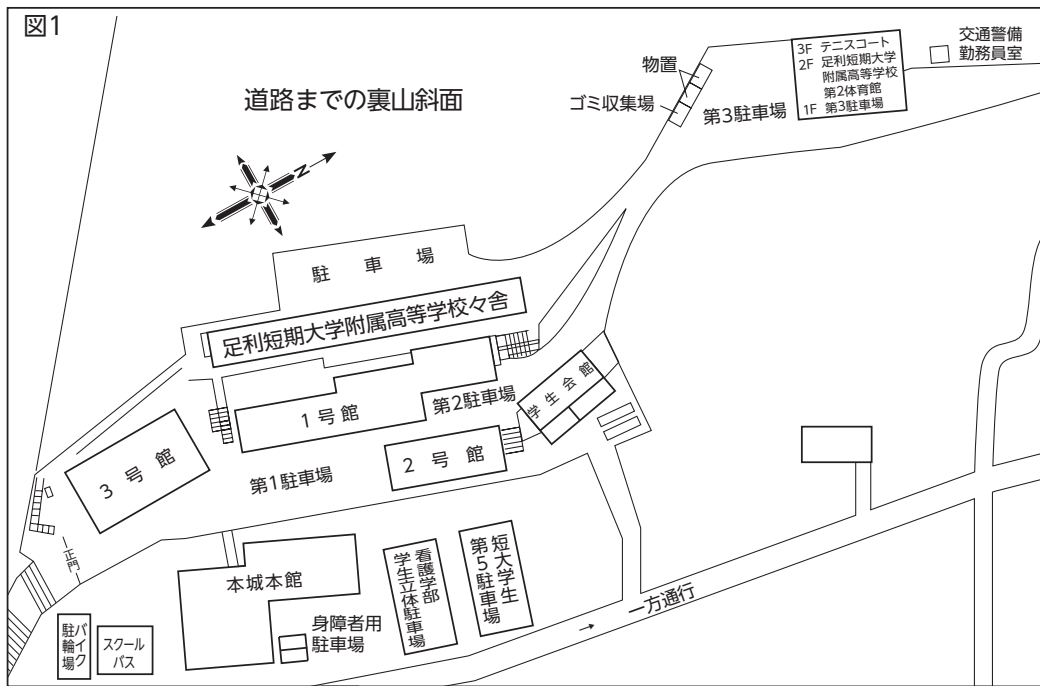 図1
道路までの裏山斜面
N
物置
ゴミ収集場
第3駐車場
3F テニスコート
2F 足利短期大学
附属高等学校
第2体育館
1F 第3駐車場
交通警備
勤務員室
駐車場
足利短期大学附属高等学校々舎
1号館
第2駐車場
学生会館
2号館
3号館
第1駐車場
正門
本城本館
身障者用
駐車場
看護学部
学生立体駐車場
短大学生
第5駐車場
一方通行
→
バイク
駐輪場
スクール
バス